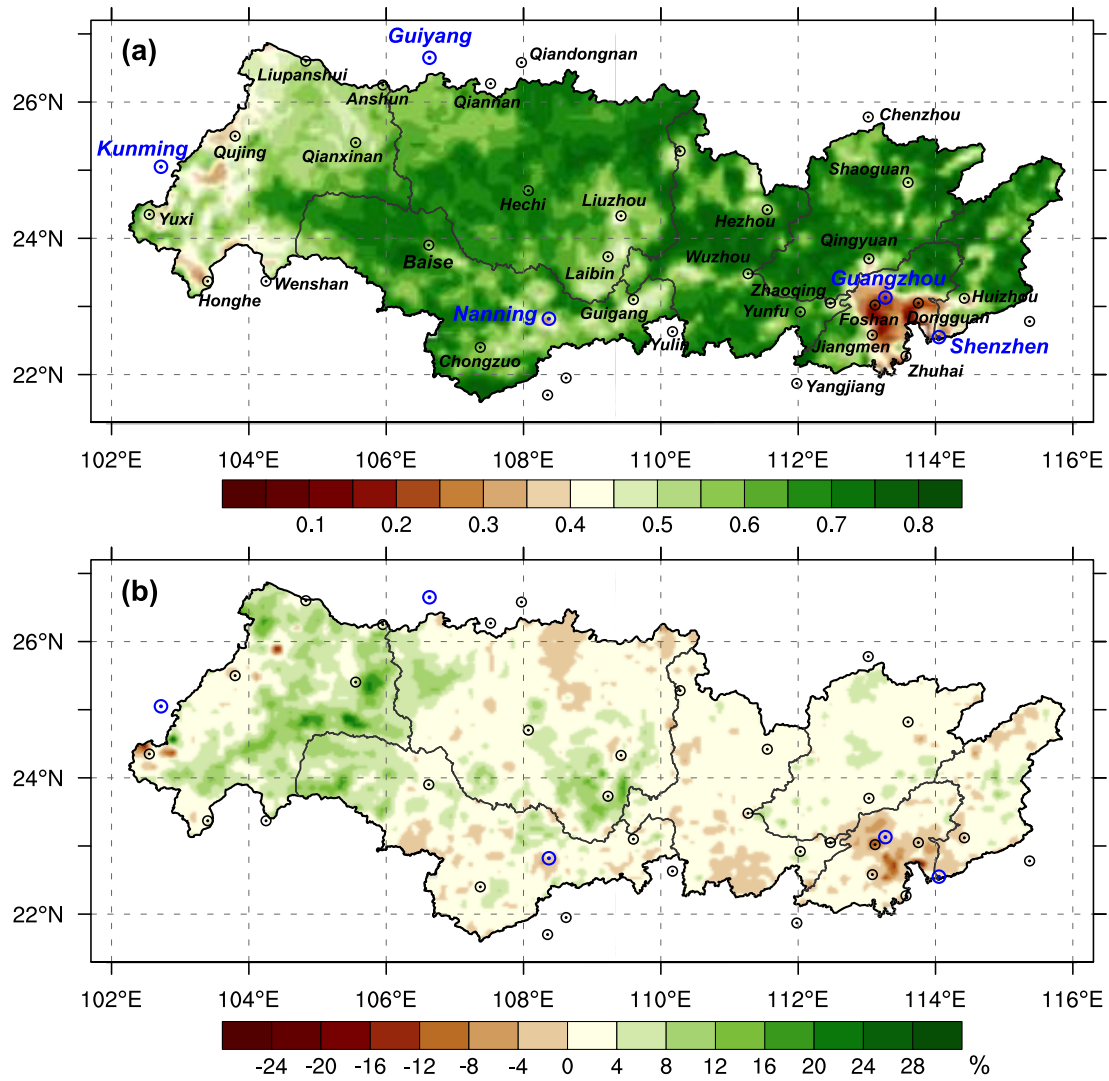 (a)
Guiyang
Qiandongnan
Liupanshui
26°N
Anshun
Qiannan
Chenzhou
Kunming
Qujing
Qianxinan
Shaoguan
Hechi
Liuzhou
Hezhou
Yuxi
24°N
Baise
Laibin
Wuzhou
Qingyuan
Honghe
Wenshan
Nanning
Guigang
Zhaoqing
Guangzhou
Huizhou
Yunfu
Foshan
Dongguan
Chongzuo
Yulin
Jiangmen
Shenzhen
22°N
Zhuhai
Yangjiang
102°E 104°E 106°E 108°E 110°E 112°E 114°E 116°E
0.1 0.2 0.3 0.4 0.5 0.6 0.7 0.8
(b)
26°N
24°N
22°N
102°E 104°E 106°E 108°E 110°E 112°E 114°E 116°E
-24 -20 -16 -12 -8 -4 0 4 8 12 16 20 24 28 %